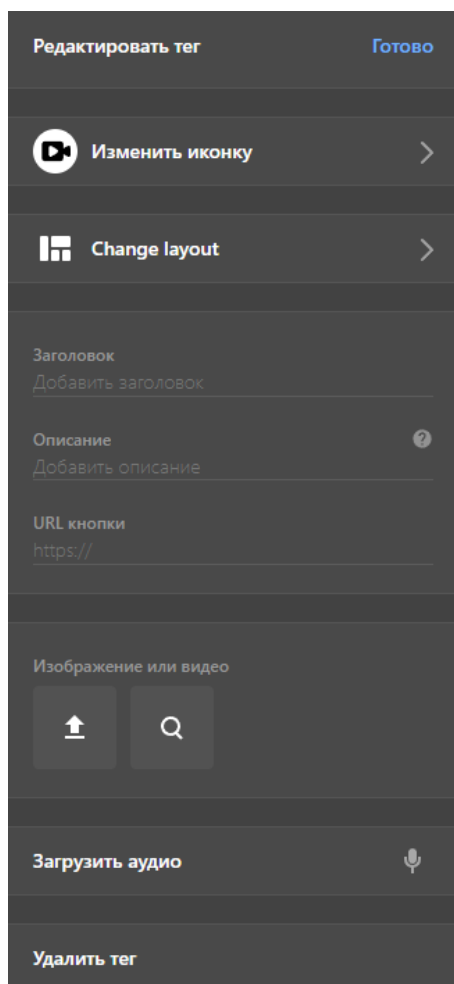 Редактировать тег Готово
Изменить иконку
Change layout
Заголовок
Добавить заголовок
Описание
Добавить описание
URL кнопки
https://
Изображение или видео
Загрузить аудио
Удалить тег